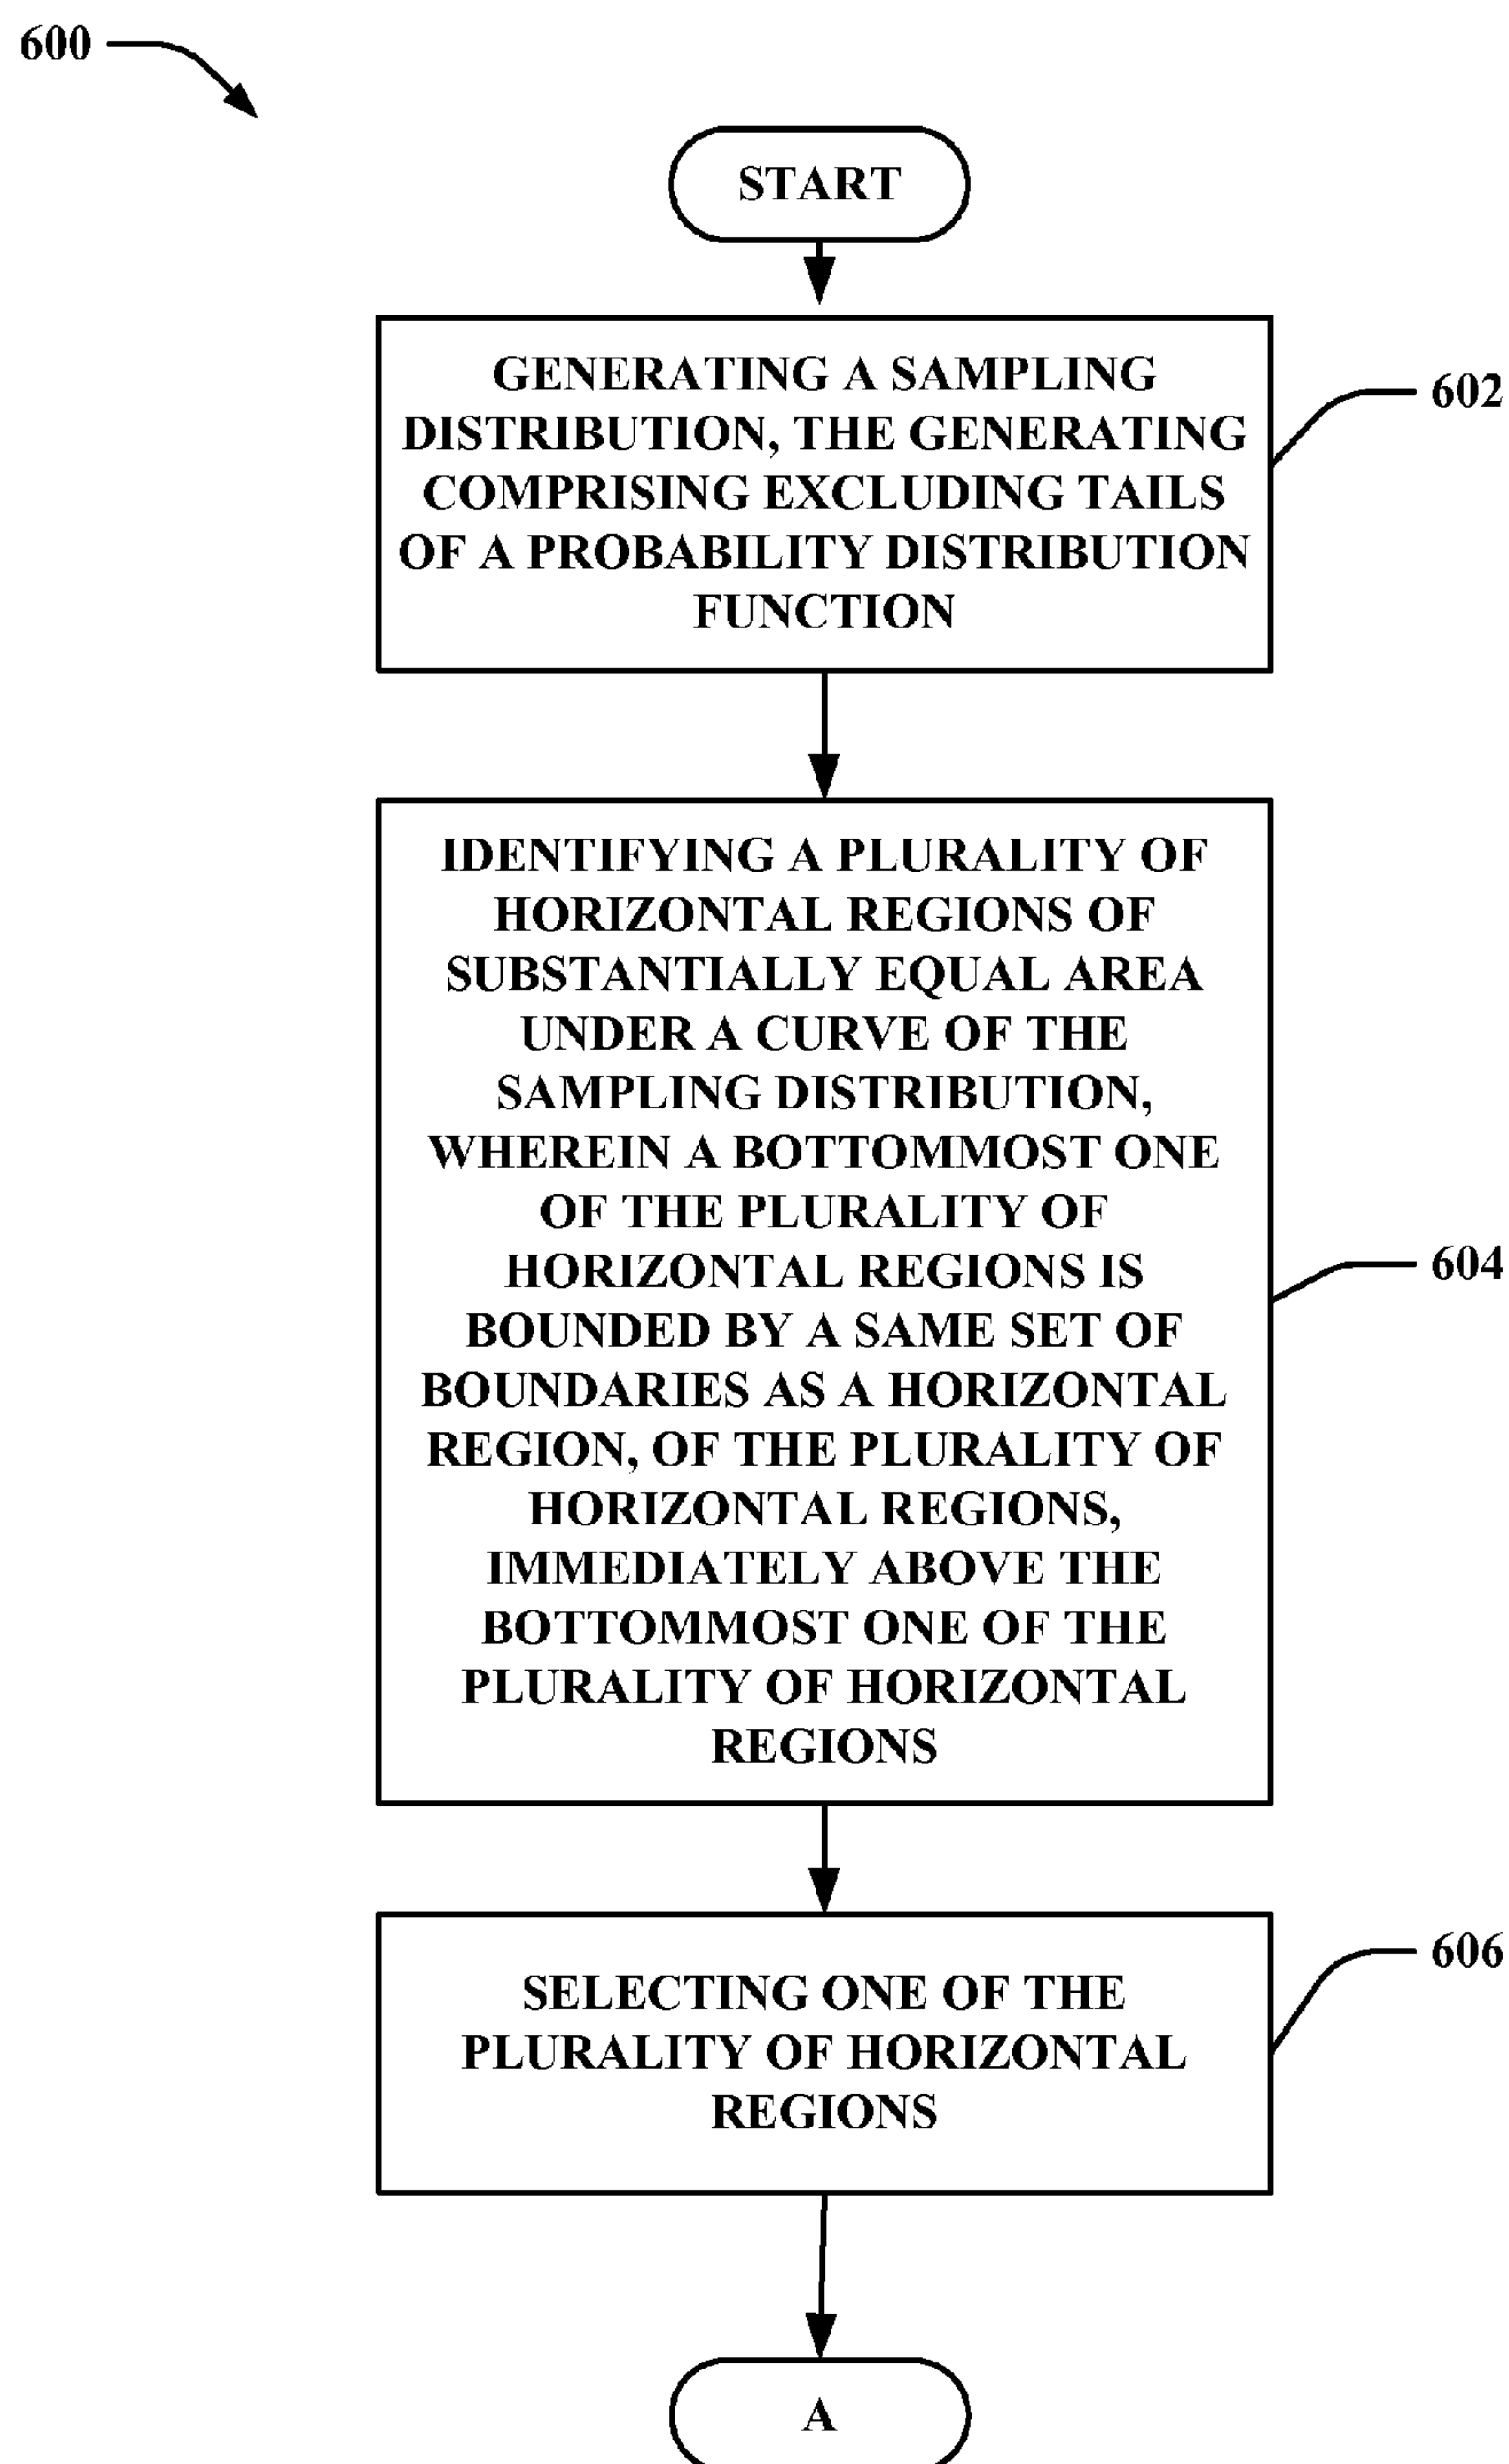 600
START
GENERATING A SAMPLING
DISTRIBUTION, THE GENERATING
COMPRISING EXCLUDING TAILS
OF A PROBABILITY DISTRIBUTION
FUNCTION
602
IDENTIFYING A PLURALITY OF
HORIZONTAL REGIONS OF
SUBSTANTIALLY EQUAL AREA
UNDER A CURVE OF THE
SAMPLING DISTRIBUTION,
WHEREIN A BOTTOMMOST ONE
OF THE PLURALITY OF
HORIZONTAL REGIONS IS
BOUNDED BY A SAME SET OF
BOUNDARIES AS A HORIZONTAL
REGION, OF THE PLURALITY OF
HORIZONTAL REGIONS,
IMMEDIATELY ABOVE THE
BOTTOMMOST ONE OF THE
PLURALITY OF HORIZONTAL
REGIONS
604
SELECTING ONE OF THE
PLURALITY OF HORIZONTAL
REGIONS
606
A